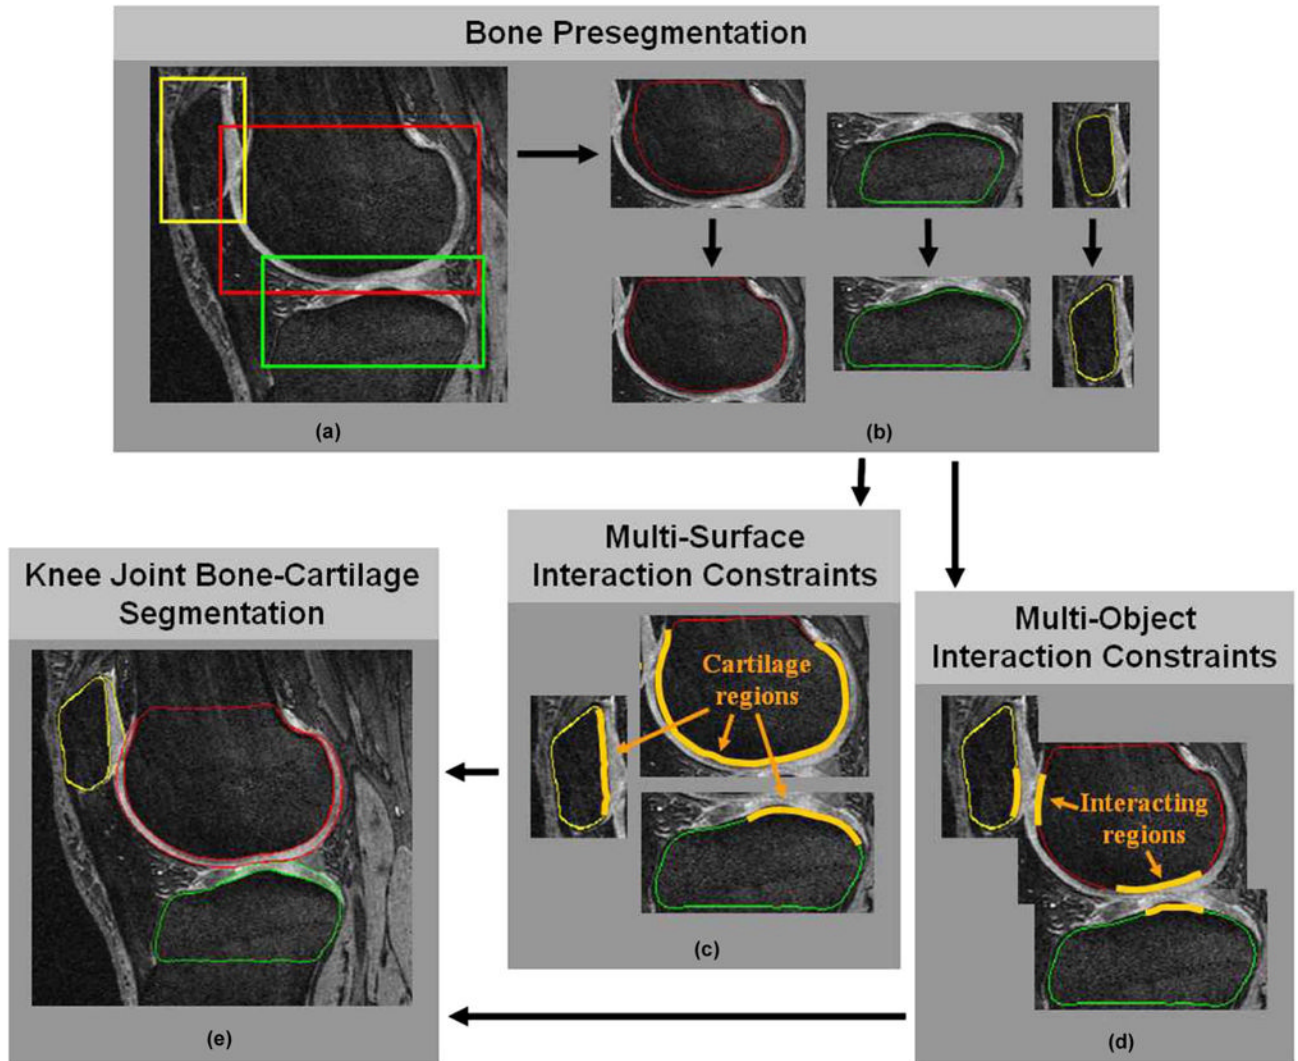 Bone Presegmentation
(a)
(b)
Multi-Surface
Interaction Constraints
Cartilage
regions
(c)
Knee Joint Bone-Cartilage
Segmentation
(e)
Multi-Object
Interaction Constraints
Interacting
regions
(d)